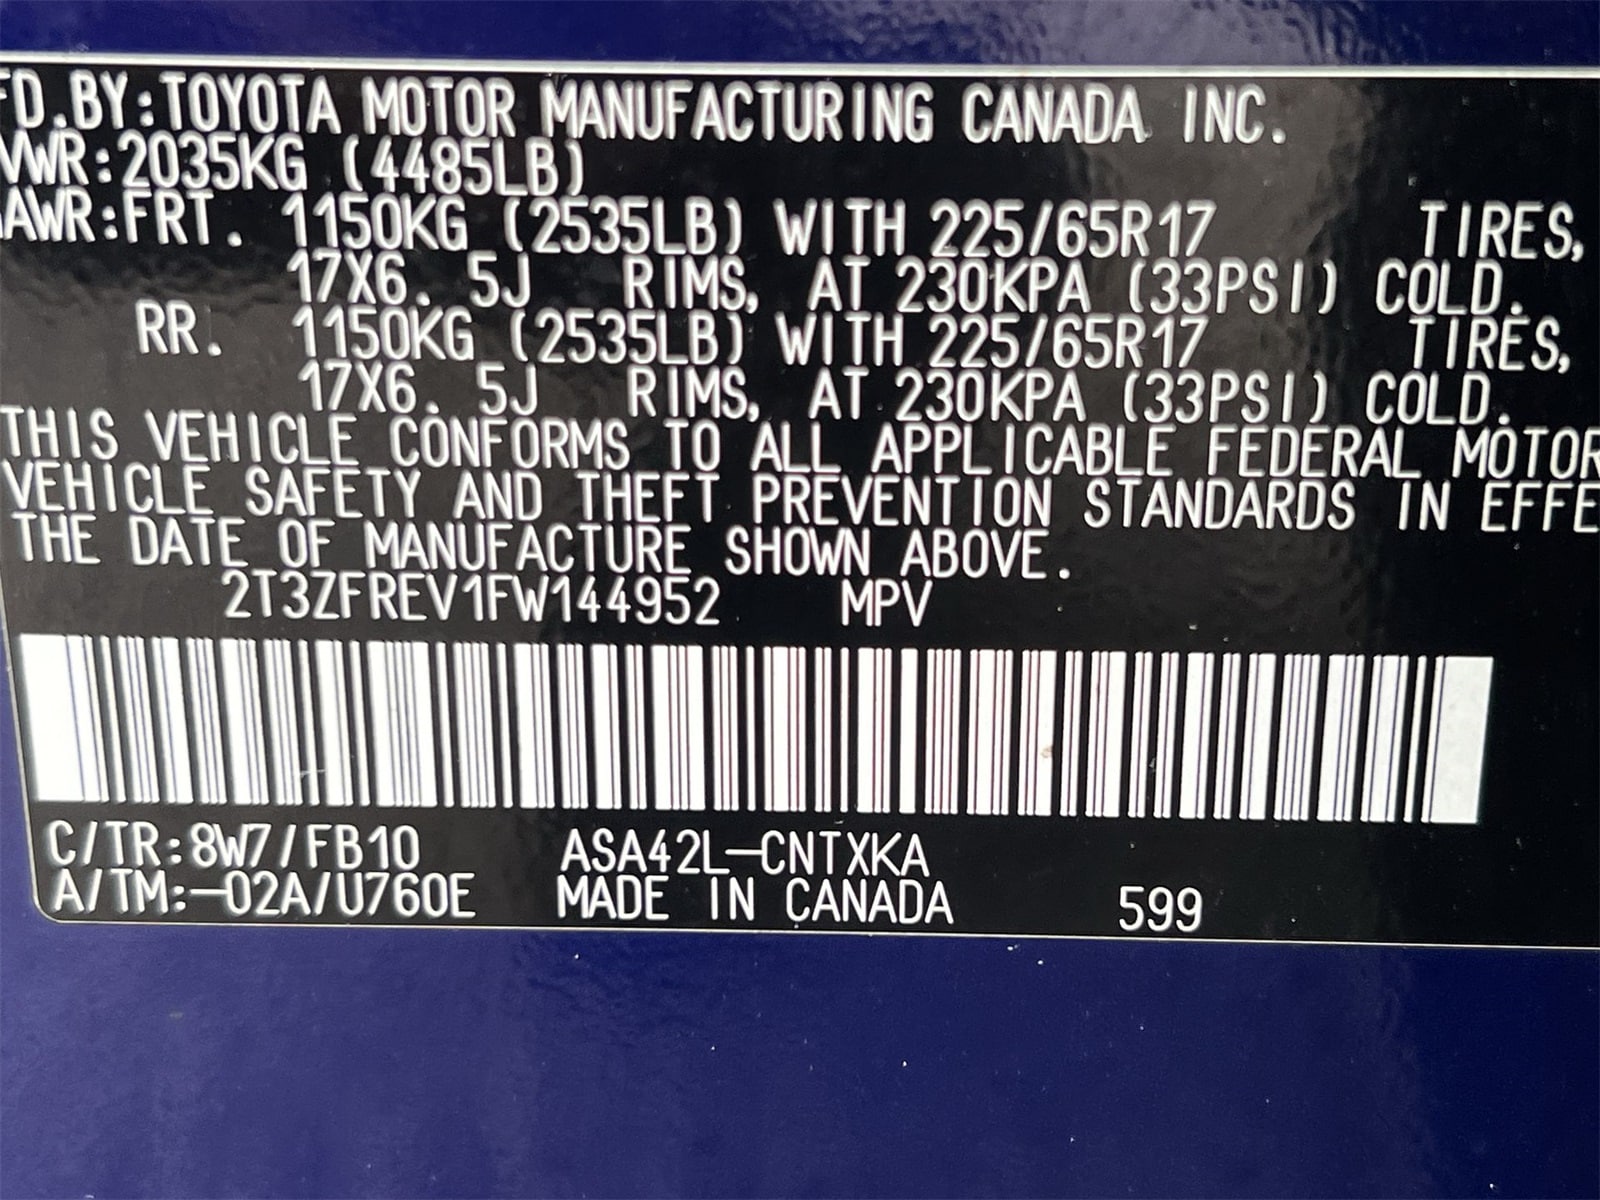 FD.BY:TOYOTA MOTOR MANUFACTURING CANADA INC.
VWR:2035KG (4485LB)
AWR:FRT. 1150KG (2535LB) WITH 225/65R17 TIRES,
17X6.5J RIMS, AT 230KPA (33PSI) COLD.
RR. 1150KG (2535LB) WITH 225/65R17 TIRES,
17X6.5J RIMS, AT 230KPA (33PSI) COLD.
THIS VEHICLE CONFORMS TO ALL APPLICABLE FEDERAL MOTOR
VEHICLE SAFETY AND THEFT PREVENTION STANDARDS IN EFFE
THE DATE OF MANUFACTURE SHOWN ABOVE.
2T3ZFREV1FW144952 MPV
C/TR:8W7/FB10 ASA42L-CNTXKA
A/TM:-02A/U760E MADE IN CANADA 599